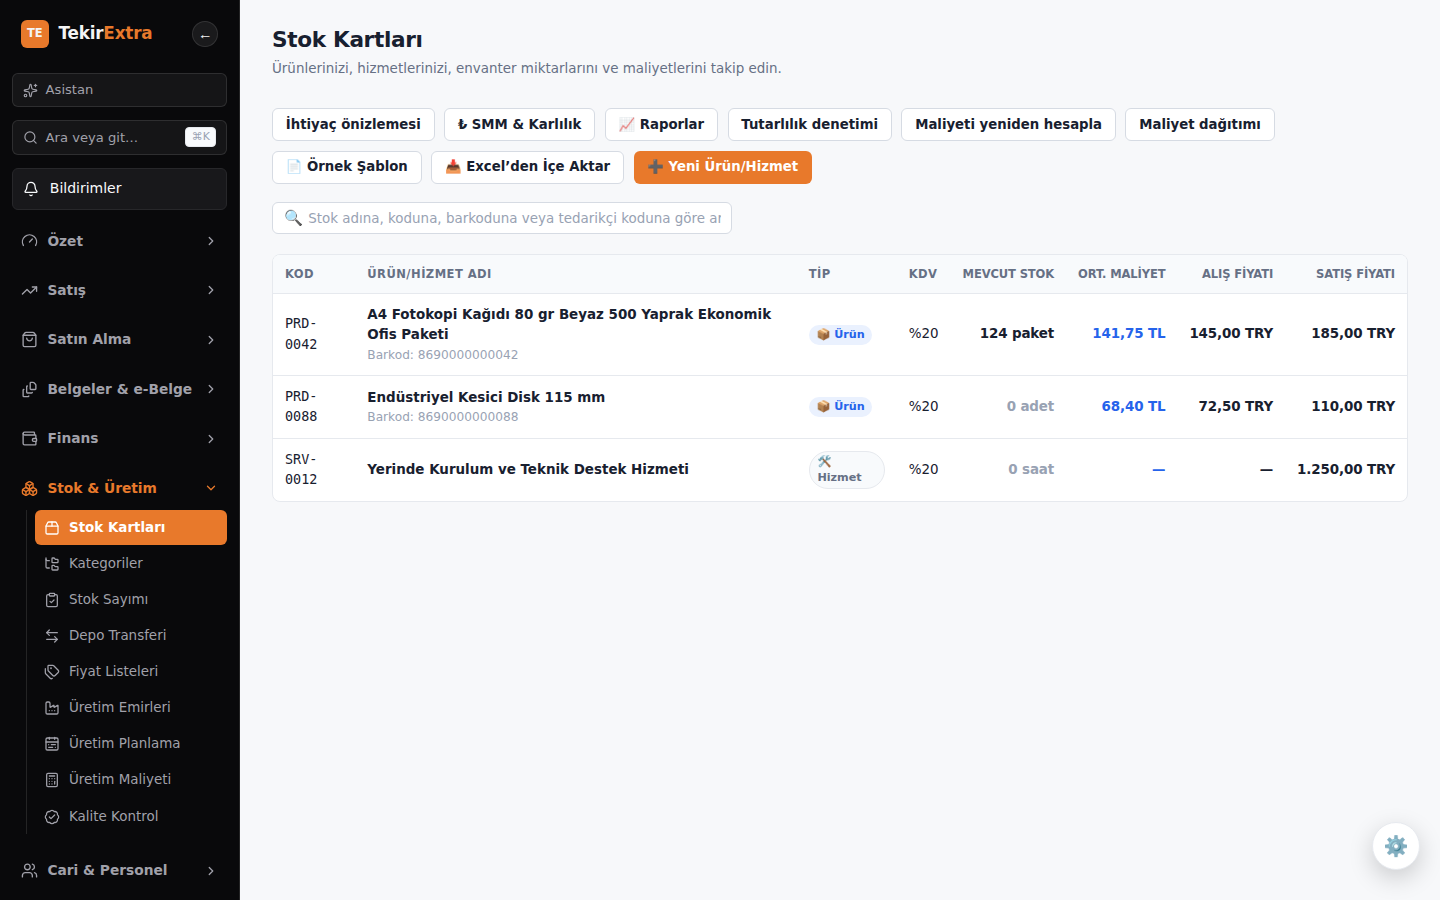 TE TekirExtra ←
Asistan
Ara veya git... ⌘K
Bildirimler
Özet
Satış
Satın Alma
Belgeler & e-Belge
Finans
Stok & Üretim
Stok Kartları
Kategoriler
Stok Sayımı
Depo Transferi
Fiyat Listeleri
Üretim Emirleri
Üretim Planlama
Üretim Maliyeti
Kalite Kontrol
Cari & Personel
Stok Kartları
Ürünlerinizi, hizmetlerinizi, envanter miktarlarını ve maliyetlerini takip edin.
İhtiyaç önizlemesi ₺ SMM & Karlılık 📈 Raporlar Tutarlılık denetimi Maliyeti yeniden hesapla Maliyet dağıtımı
📄 Örnek Şablon 📥 Excel’den İçe Aktar ➕ Yeni Ürün/Hizmet
🔍 Stok adına, koduna, barkoduna veya tedarikçi koduna göre ar
KOD ÜRÜN/HİZMET ADI TİP KDV MEVCUT STOK ORT. MALİYET ALIŞ FİYATI SATIŞ FİYATI
PRD-
0042
A4 Fotokopi Kağıdı 80 gr Beyaz 500 Yaprak Ekonomik
Ofis Paketi
Barkod: 8690000000042
📦 Ürün %20 124 paket 141,75 TL 145,00 TRY 185,00 TRY
PRD-
0088
Endüstriyel Kesici Disk 115 mm
Barkod: 8690000000088
📦 Ürün %20 0 adet 68,40 TL 72,50 TRY 110,00 TRY
SRV-
0012
Yerinde Kurulum ve Teknik Destek Hizmeti
🛠️
Hizmet
%20 0 saat — — 1.250,00 TRY